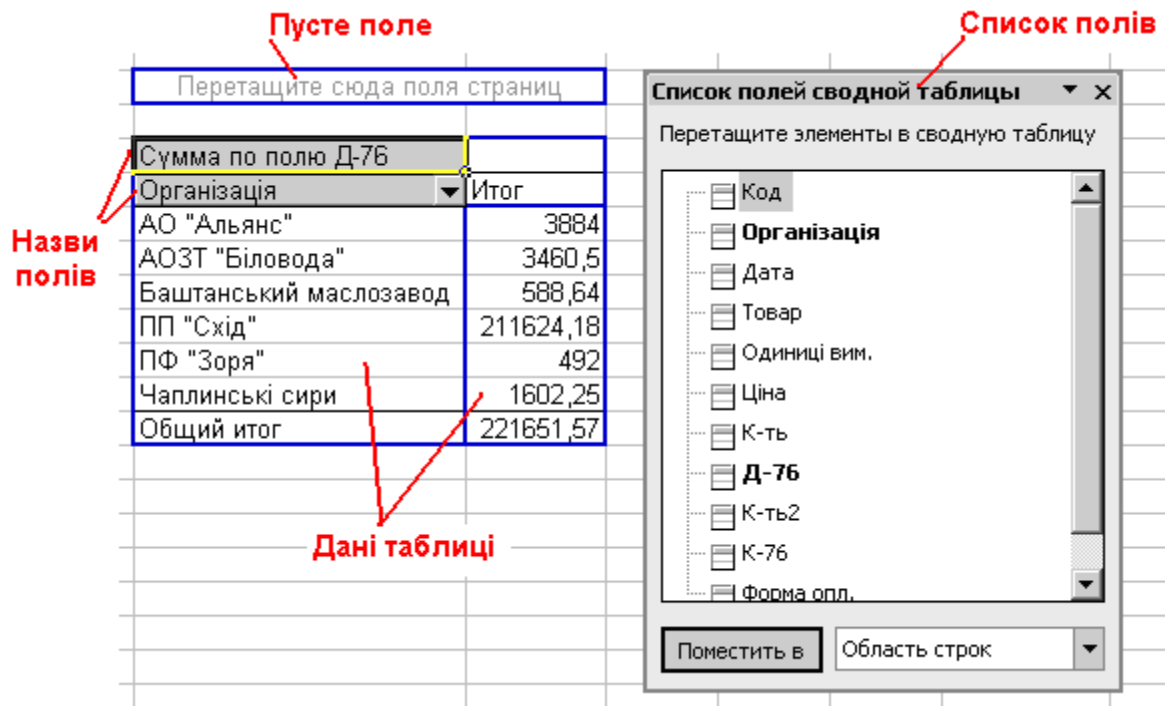 Пусте поле
Список полів
Перетащите сюда поля страниц
Список полей сводной таблицы
Перетащите элементы в сводную таблицу
Сумма по полю Д-76
Організація Итог
АО "Альянс" 3884
АОЗТ "Біловода" 3460,5
Баштанський маслозавод 588,64
ПП "Схід" 211624,18
ПФ "Зоря" 492
Чаплинські сири 1602,25
Общий итог 221651,57
Назви
полів
Дані таблиці
Код
Організація
Дата
Товар
Одиниці вим.
Ціна
К-ть
Д-76
К-ть2
К-76
Форма опл.
Поместить в Область строк